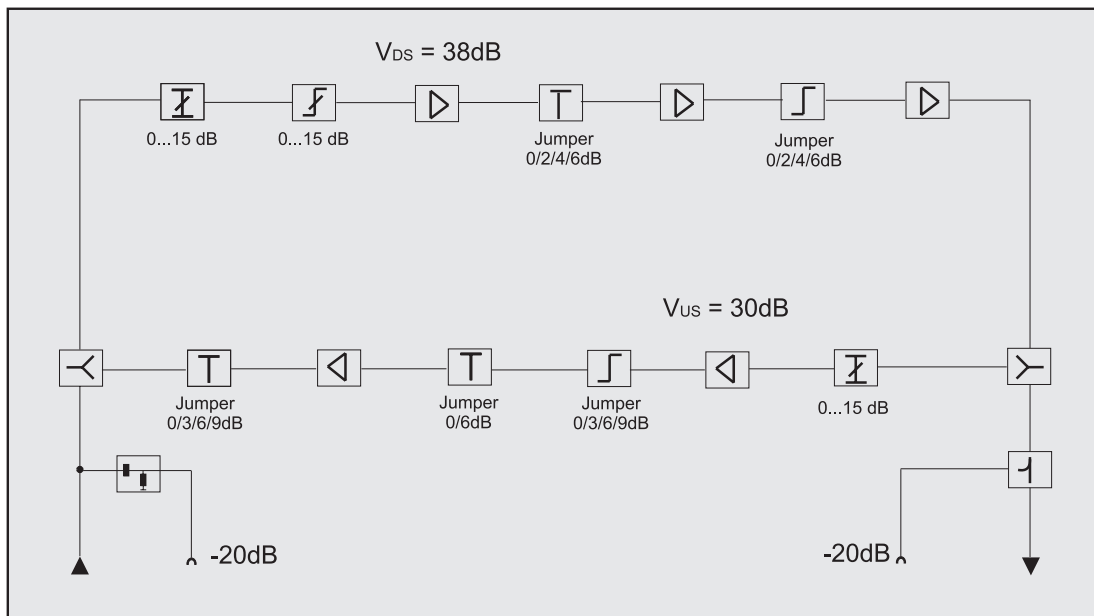 VDS = 38dB
0...15 dB
0...15 dB
Jumper
0/2/4/6dB
Jumper
0/2/4/6dB
VUS = 30dB
Jumper
0/3/6/9dB
Jumper
0/6dB
Jumper
0/3/6/9dB
0...15 dB
-20dB
-20dB